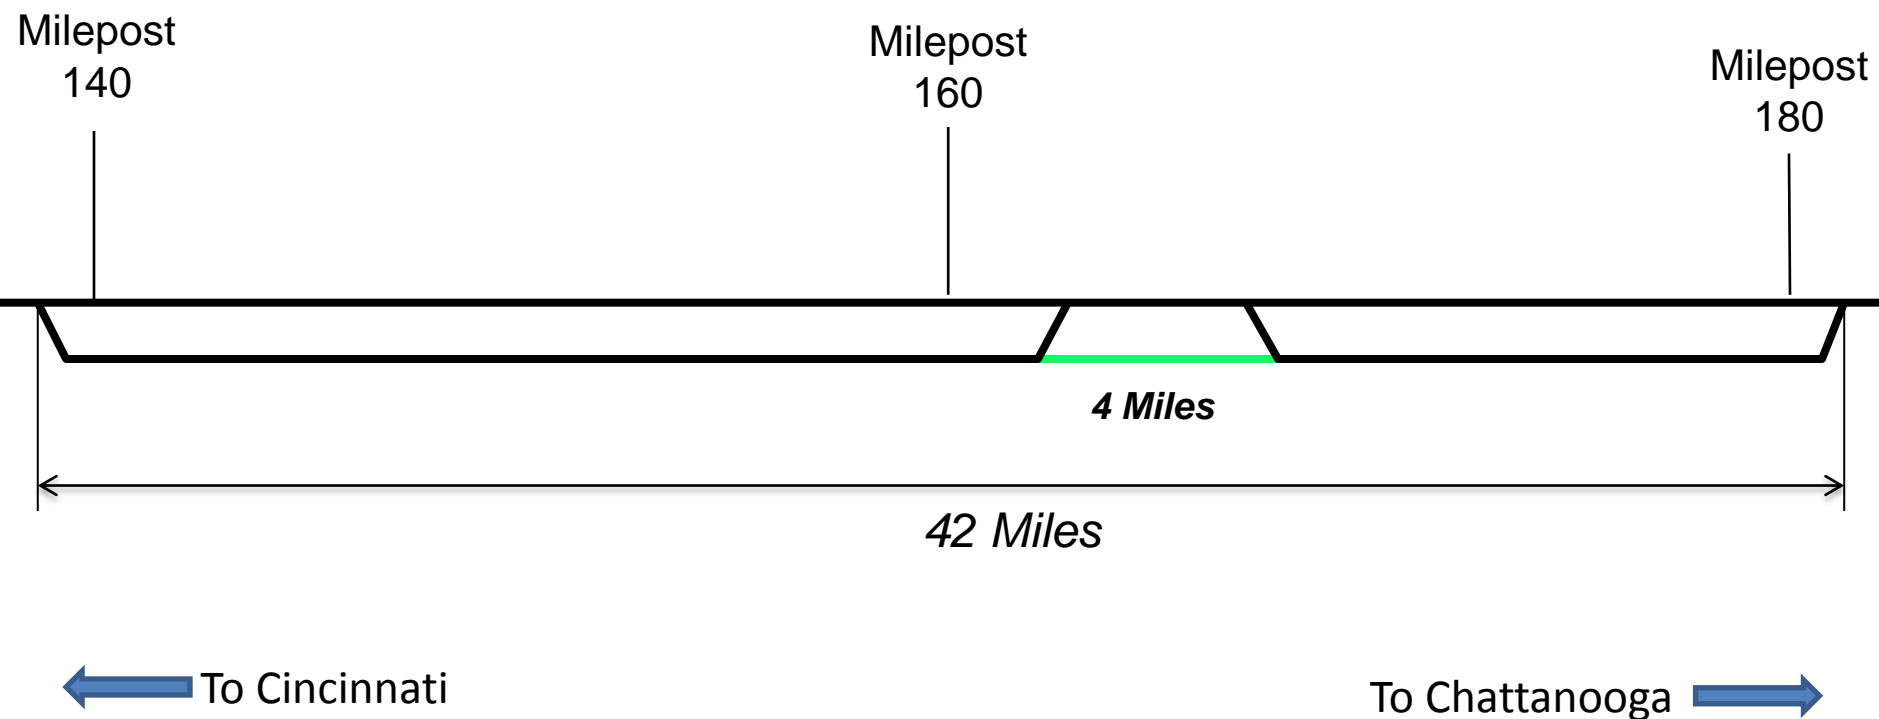 Milepost
140
Milepost
160
Milepost
180
4 Miles
42 Miles
To Cincinnati
To Chattanooga